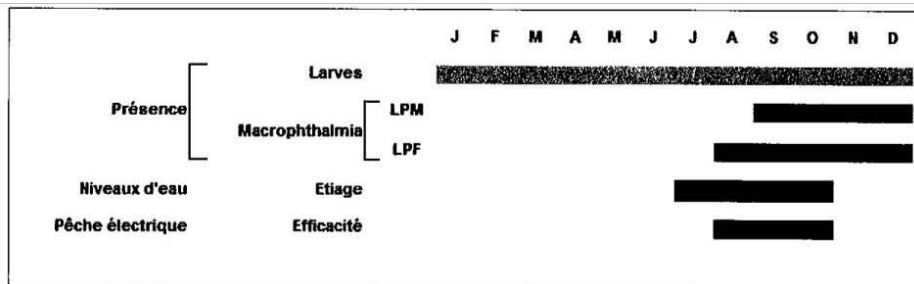 J F M A M J J A S O N D
Larves
Présence
LPM
Macrophthalmia
LPF
Niveaux d'eau Etiage
Pêche électrique Efficacité